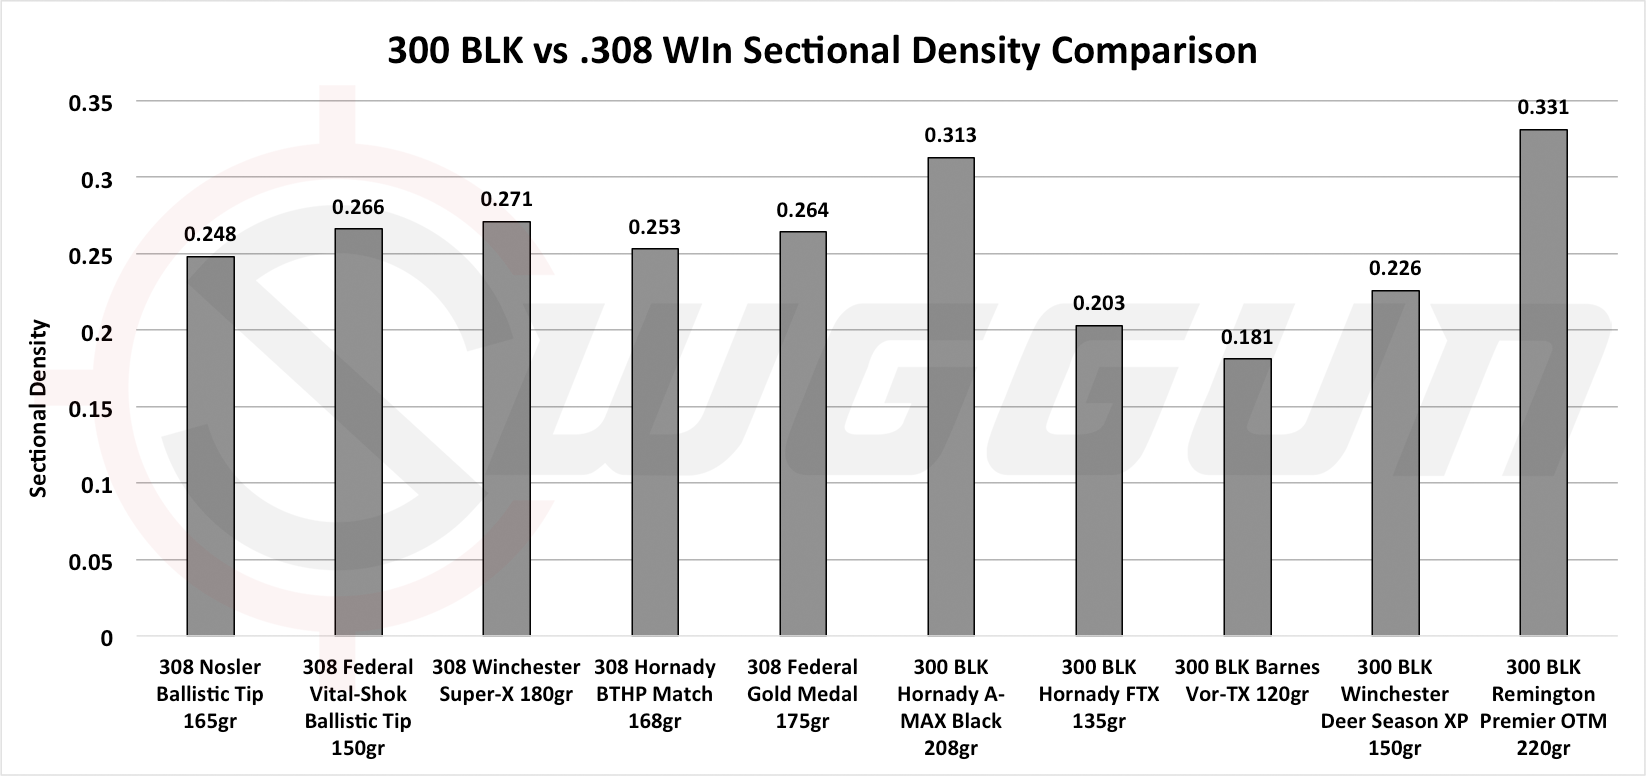 300 BLK vs .308 WIn Sectional Density Comparison
Sectional Density
0.35
0.3
0.25
0.2
0.15
0.1
0.05
0
0.248
0.266
0.271
0.253
0.264
0.313
0.203
0.181
0.226
0.331
308 Nosler
Ballistic Tip
165gr
308 Federal
Vital-Shok
Ballistic Tip
150gr
308 Winchester
Super-X 180gr
308 Hornady
BTHP Match
168gr
308 Federal
Gold Medal
175gr
300 BLK
Hornady A-
MAX Black
208gr
300 BLK
Hornady FTX
135gr
300 BLK Barnes
Vor-TX 120gr
300 BLK
Winchester
Deer Season XP
150gr
300 BLK
Remington
Premier OTM
220gr
SWGGUN